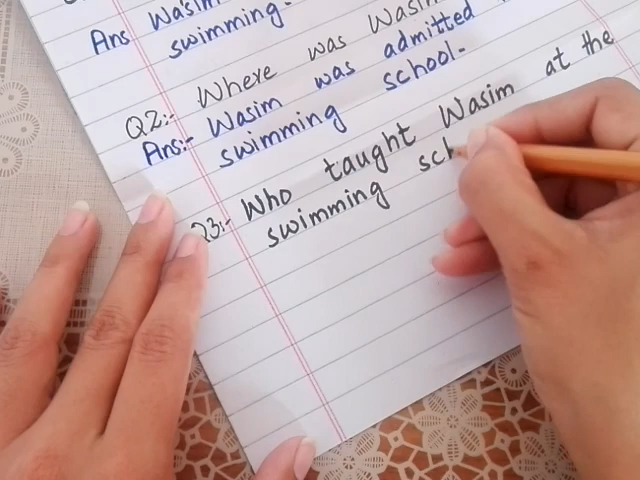 Ans Wasim
swimming.
Q2:- Where was Wasim
Ans:- Wasim was admitted
swimming school.
Q3:- Who taught Wasim at the
swimming sch